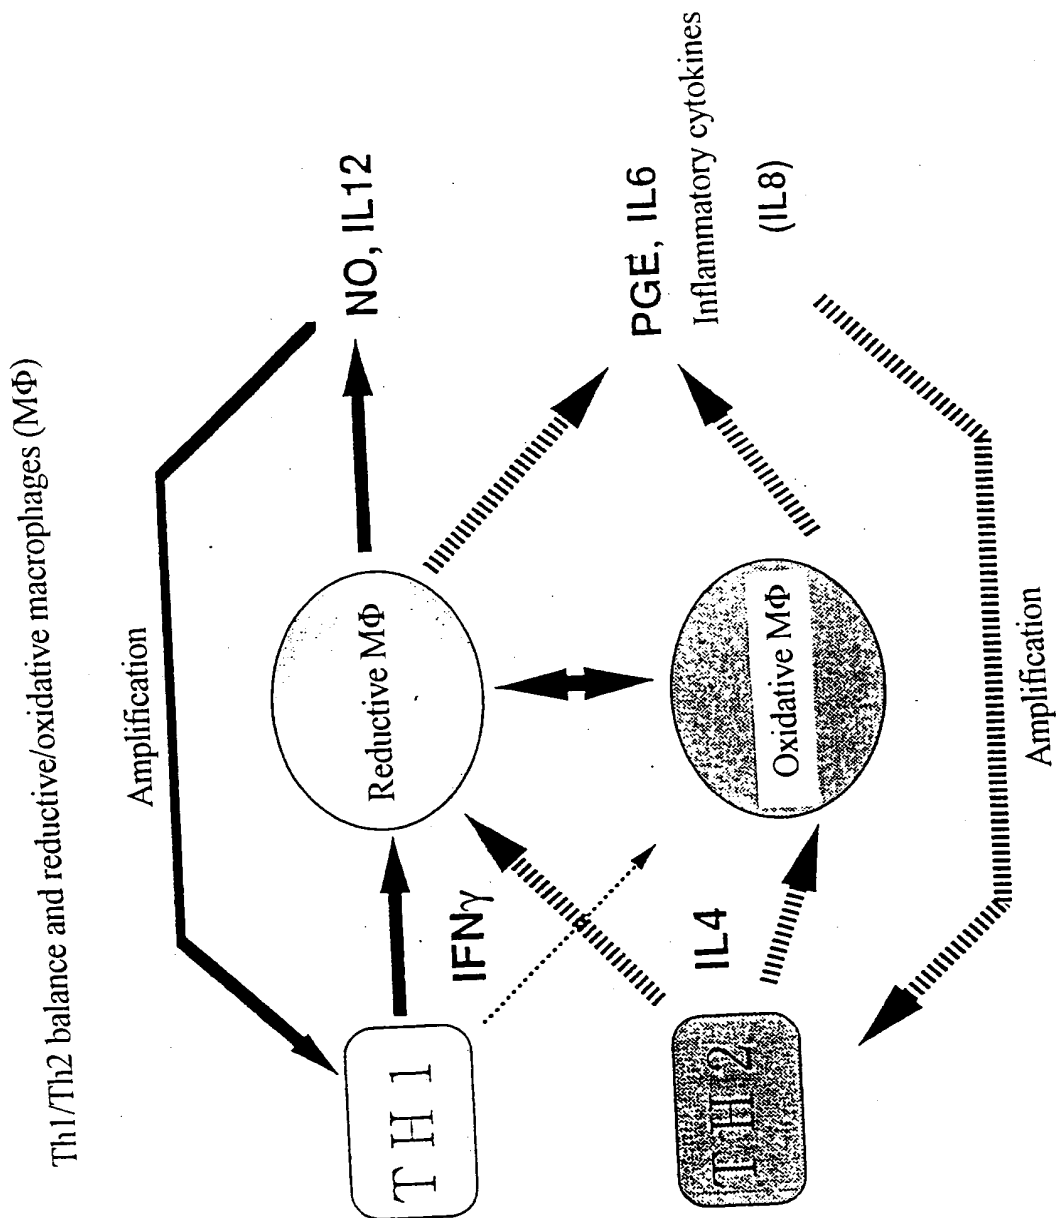 Th1/Th2 balance and reductive/oxidative macrophages (MΦ)
Amplification
TH1
IFNγ
Reductive MΦ
NO, IL12
TH2
IL4
Oxidative MΦ
PGE, IL6
Inflammatory cytokines
(IL8)
Amplification